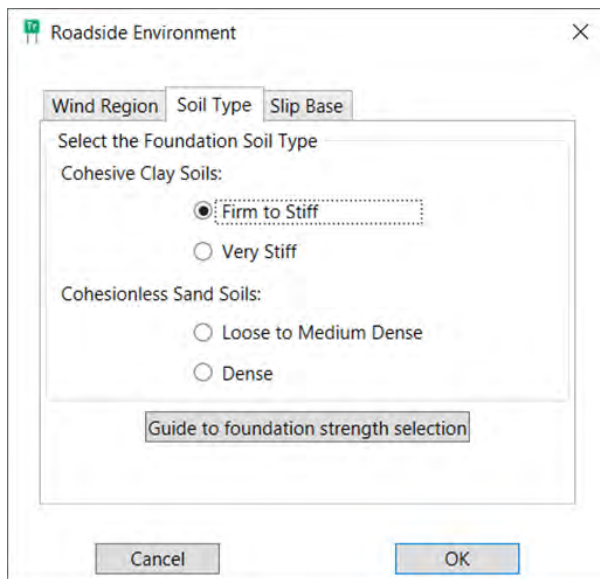 Tr
Roadside Environment
Wind Region Soil Type Slip Base
Select the Foundation Soil Type
Cohesive Clay Soils:
Firm to Stiff
Very Stiff
Cohesionless Sand Soils:
Loose to Medium Dense
Dense
Guide to foundation strength selection
Cancel OK